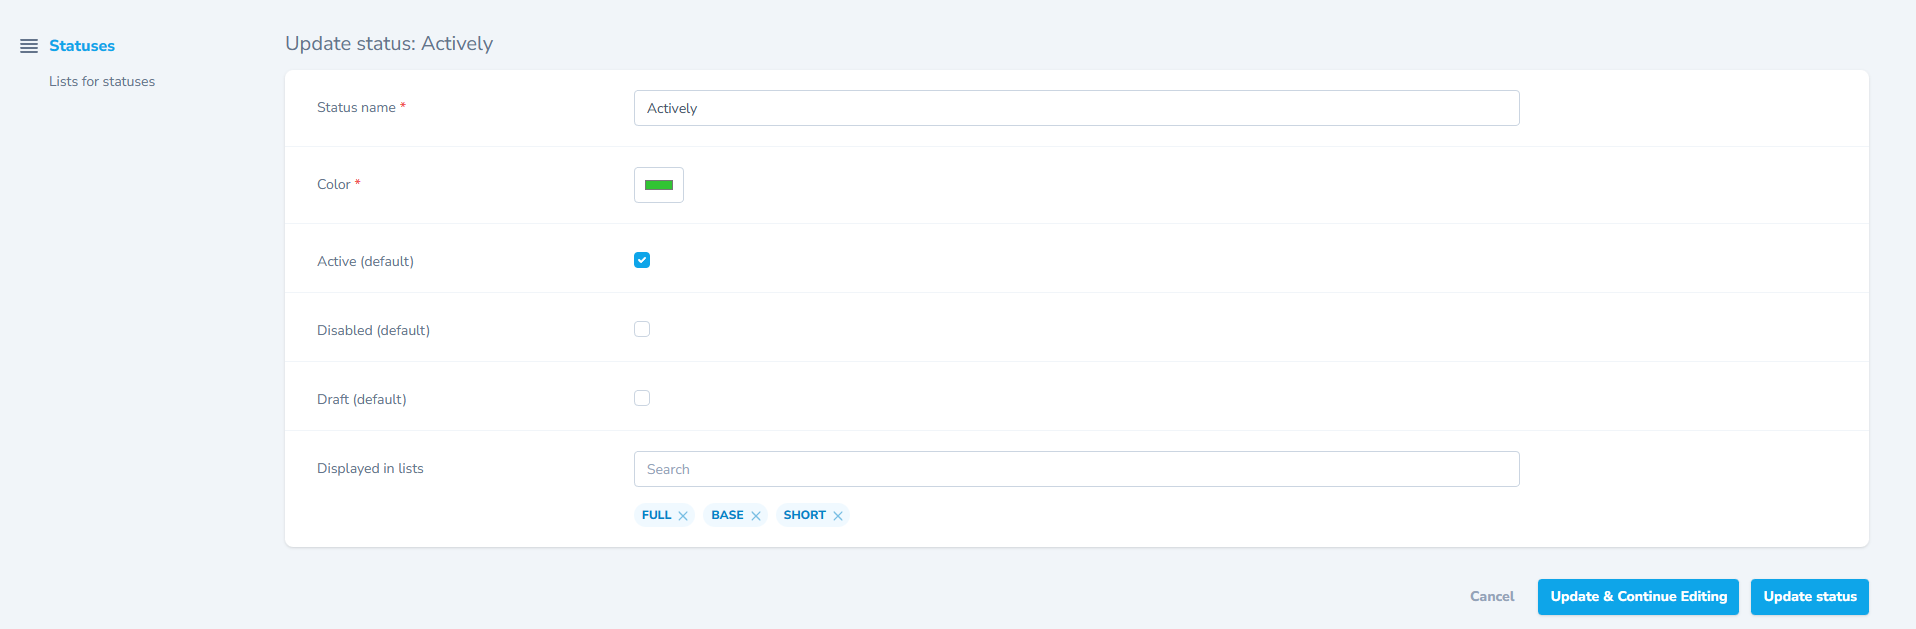 Statuses
Lists for statuses
Update status: Actively
Status name *
Actively
Color *
Active (default)
Disabled (default)
Draft (default)
Displayed in lists
Search
FULL BASE SHORT
Cancel Update & Continue Editing Update status